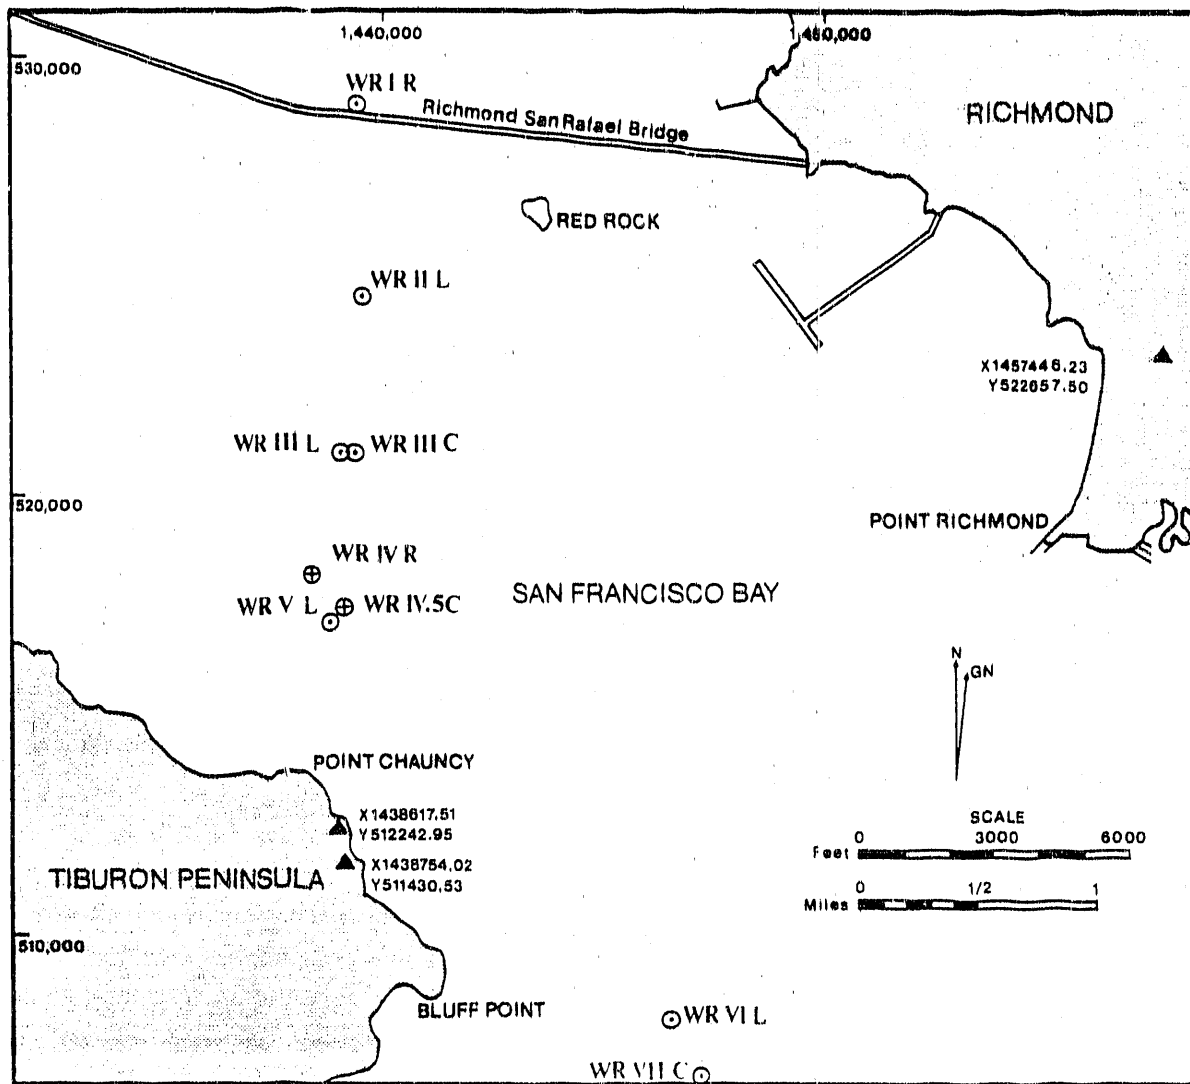 1,440,000
1,450,000
530,000
WR I R
Richmond San Rafael Bridge
RICHMOND
RED ROCK
WR II L
X1457446.23
Y522657.50
WR III L
WR III C
520,000
POINT RICHMOND
WR IV R
SAN FRANCISCO BAY
WR V L
WR IV.5C
N
GN
POINT CHAUNCY
X1438617.51
Y512242.95
SCALE
0 3000 6000
Feet
X1438754.02
Y511430.53
TIBURON PENINSULA
0 1/2 1
Miles
510,000
BLUFF POINT
WR VI L
WR VII C